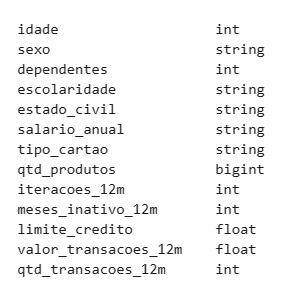 idade int
sexo string
dependentes int
escolaridade string
estado_civil string
salario_anual string
tipo_cartao string
qtd_produtos bigint
iteracoes_12m int
meses_inativo_12m int
limite_credito float
valor_transacoes_12m float
qtd_transacoes_12m int